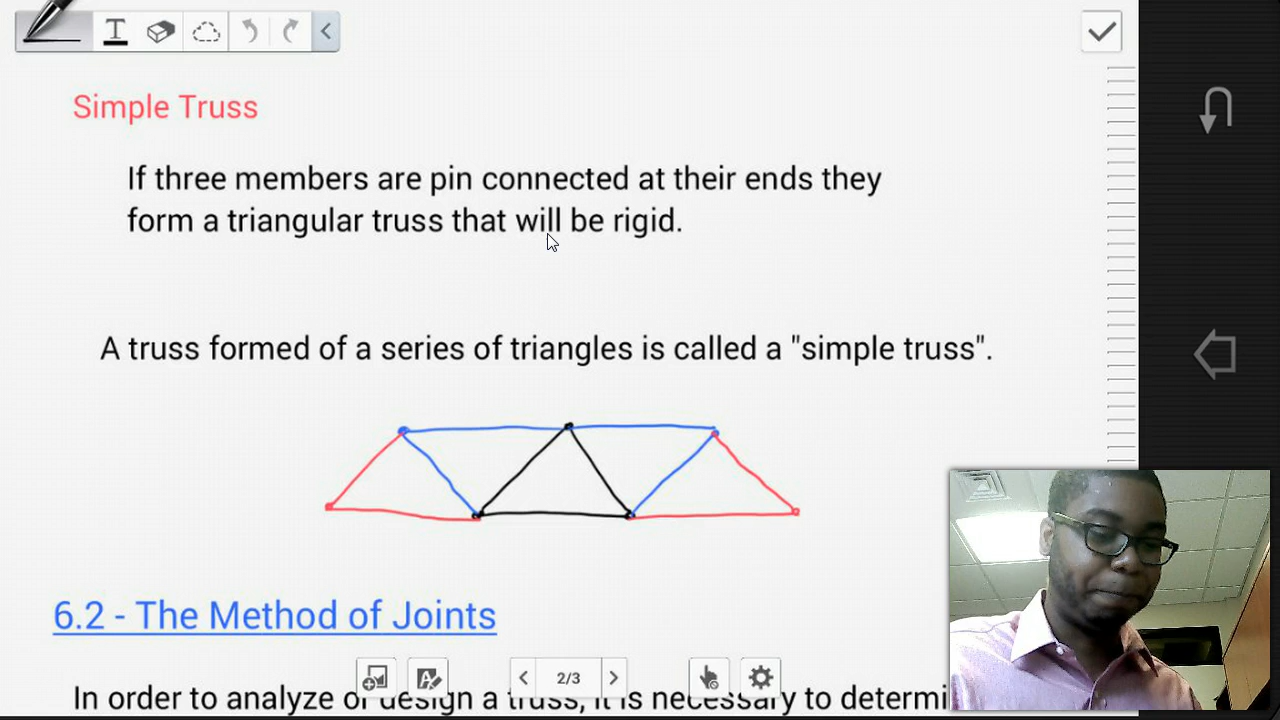 T
Simple Truss
If three members are pin connected at their ends they
form a triangular truss that will be rigid.
A truss formed of a series of triangles is called a "simple truss".
6.2 - The Method of Joints
2/3
In order to analyze or design a truss, it is necessary to determi